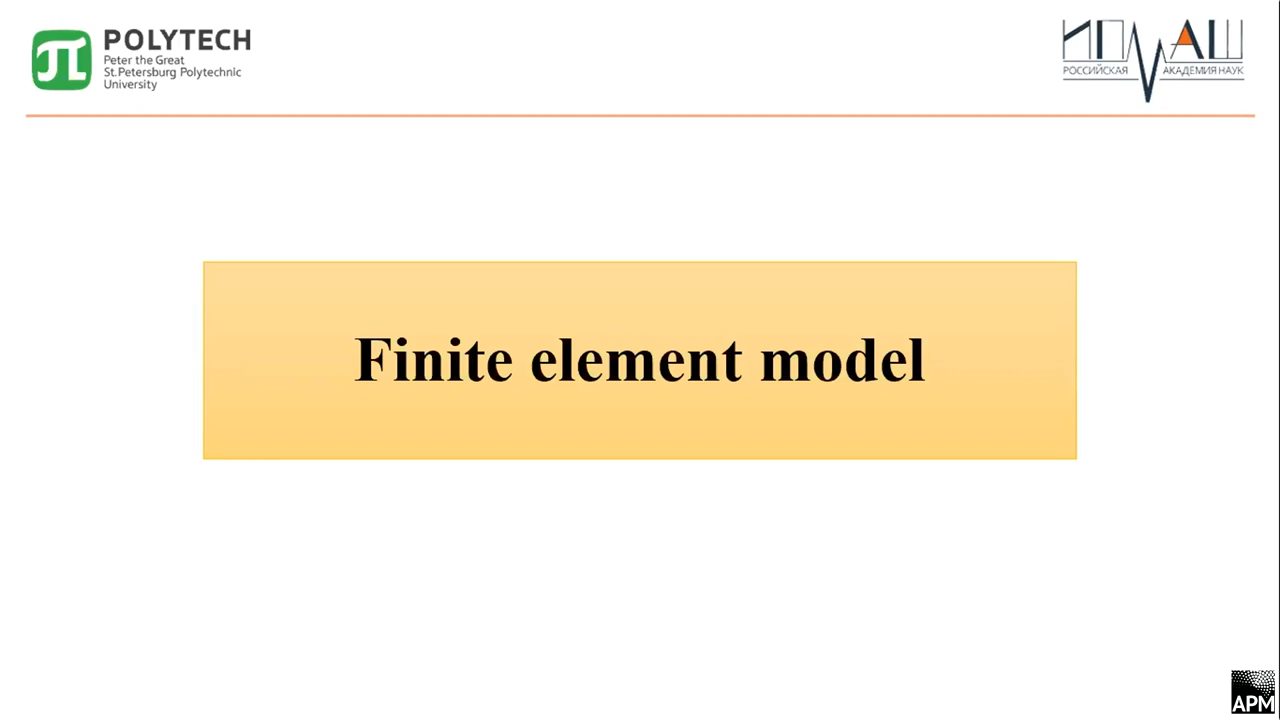 POLYTECH
Peter the Great
St.Petersburg Polytechnic
University
ИПМАШ
РОССИЙСКАЯ АКАДЕМИЯ НАУК
Finite element model
APM